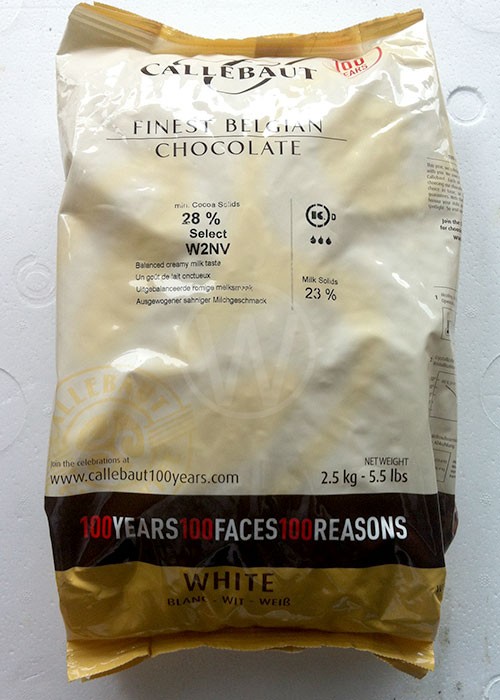 CALLEBAUT
100
YEARS
FINEST BELGIAN
CHOCOLATE
min. Cocoa Solids
28 %
Select
W2NV
Balanced creamy milk taste
Un goût de lait onctueux
Uitgebalanceerde romige melksmaak
Ausgewogener sahniger Milchgeschmack
D
Milk Solids
23 %
CALLEBAUT
Join the celebrations at
www.callebaut100years.com
NET WEIGHT
2.5 kg - 5.5 lbs
100YEARS100FACES100REASONS
WHITE
BLANC - WIT - WEIß